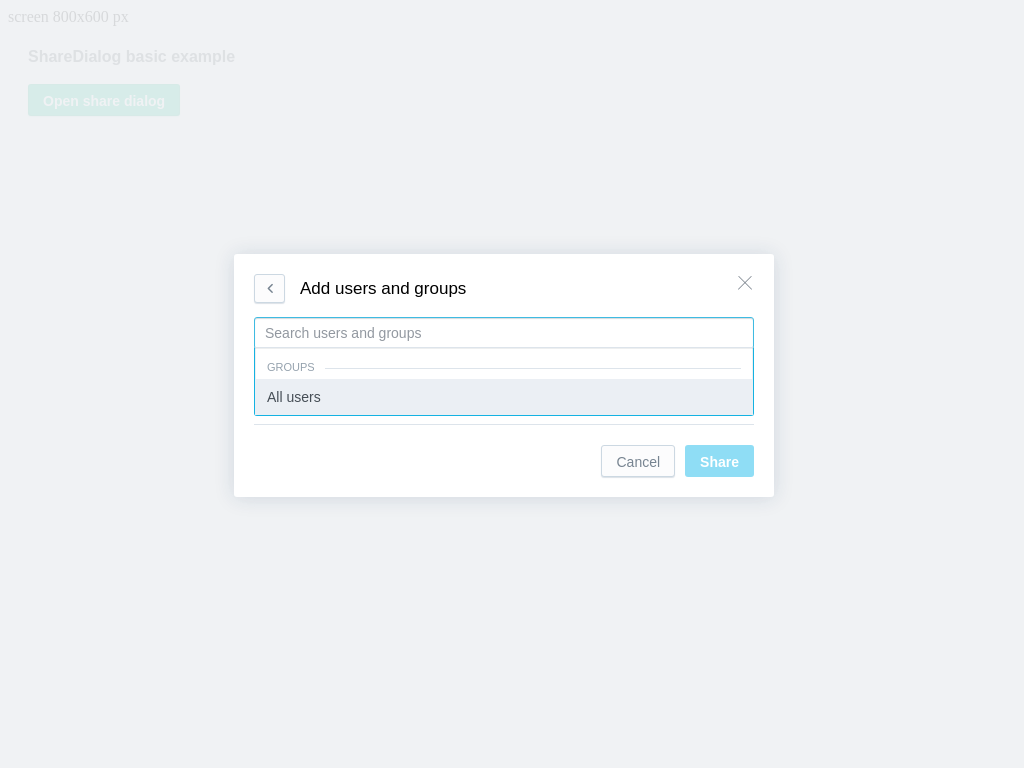 screen 800x600 px
ShareDialog basic example
Open share dialog
Add users and groups
Search users and groups
GROUPS
All users
Cancel
Share